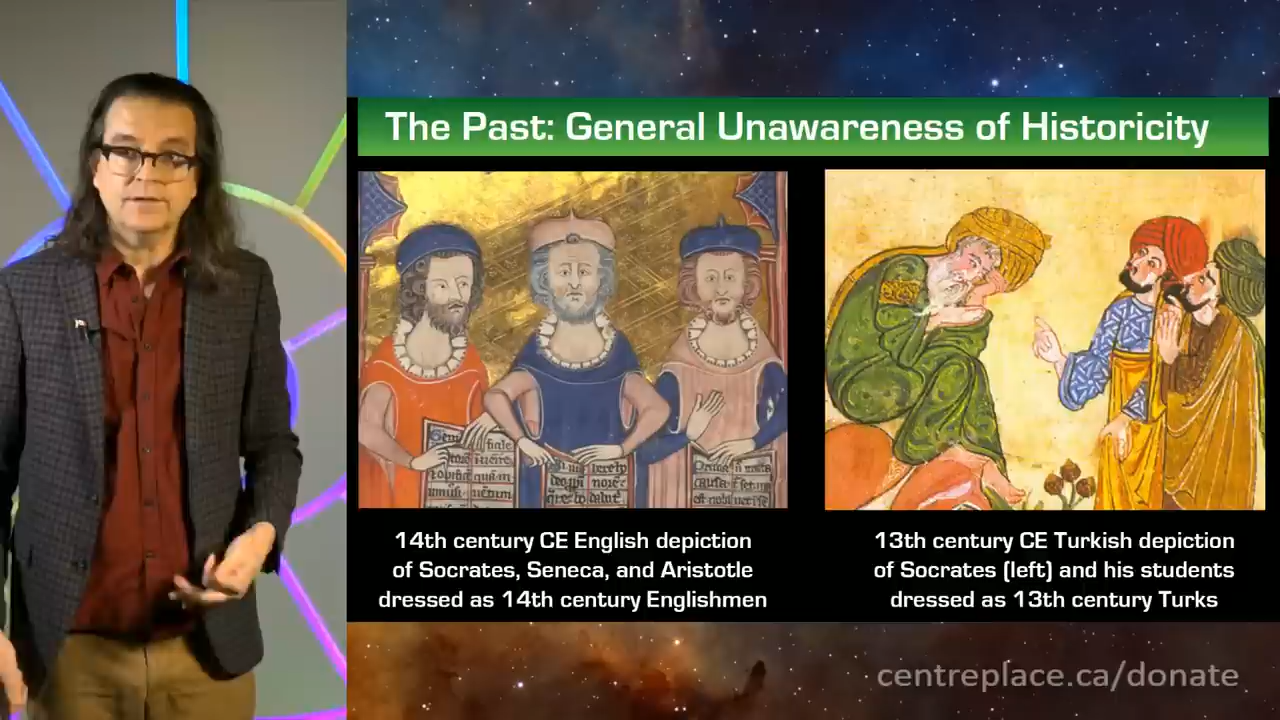 The Past: General Unawareness of Historicity
14th century CE English depiction
of Socrates, Seneca, and Aristotle
dressed as 14th century Englishmen
13th century CE Turkish depiction
of Socrates (left) and his students
dressed as 13th century Turks
centreplace.ca/donate